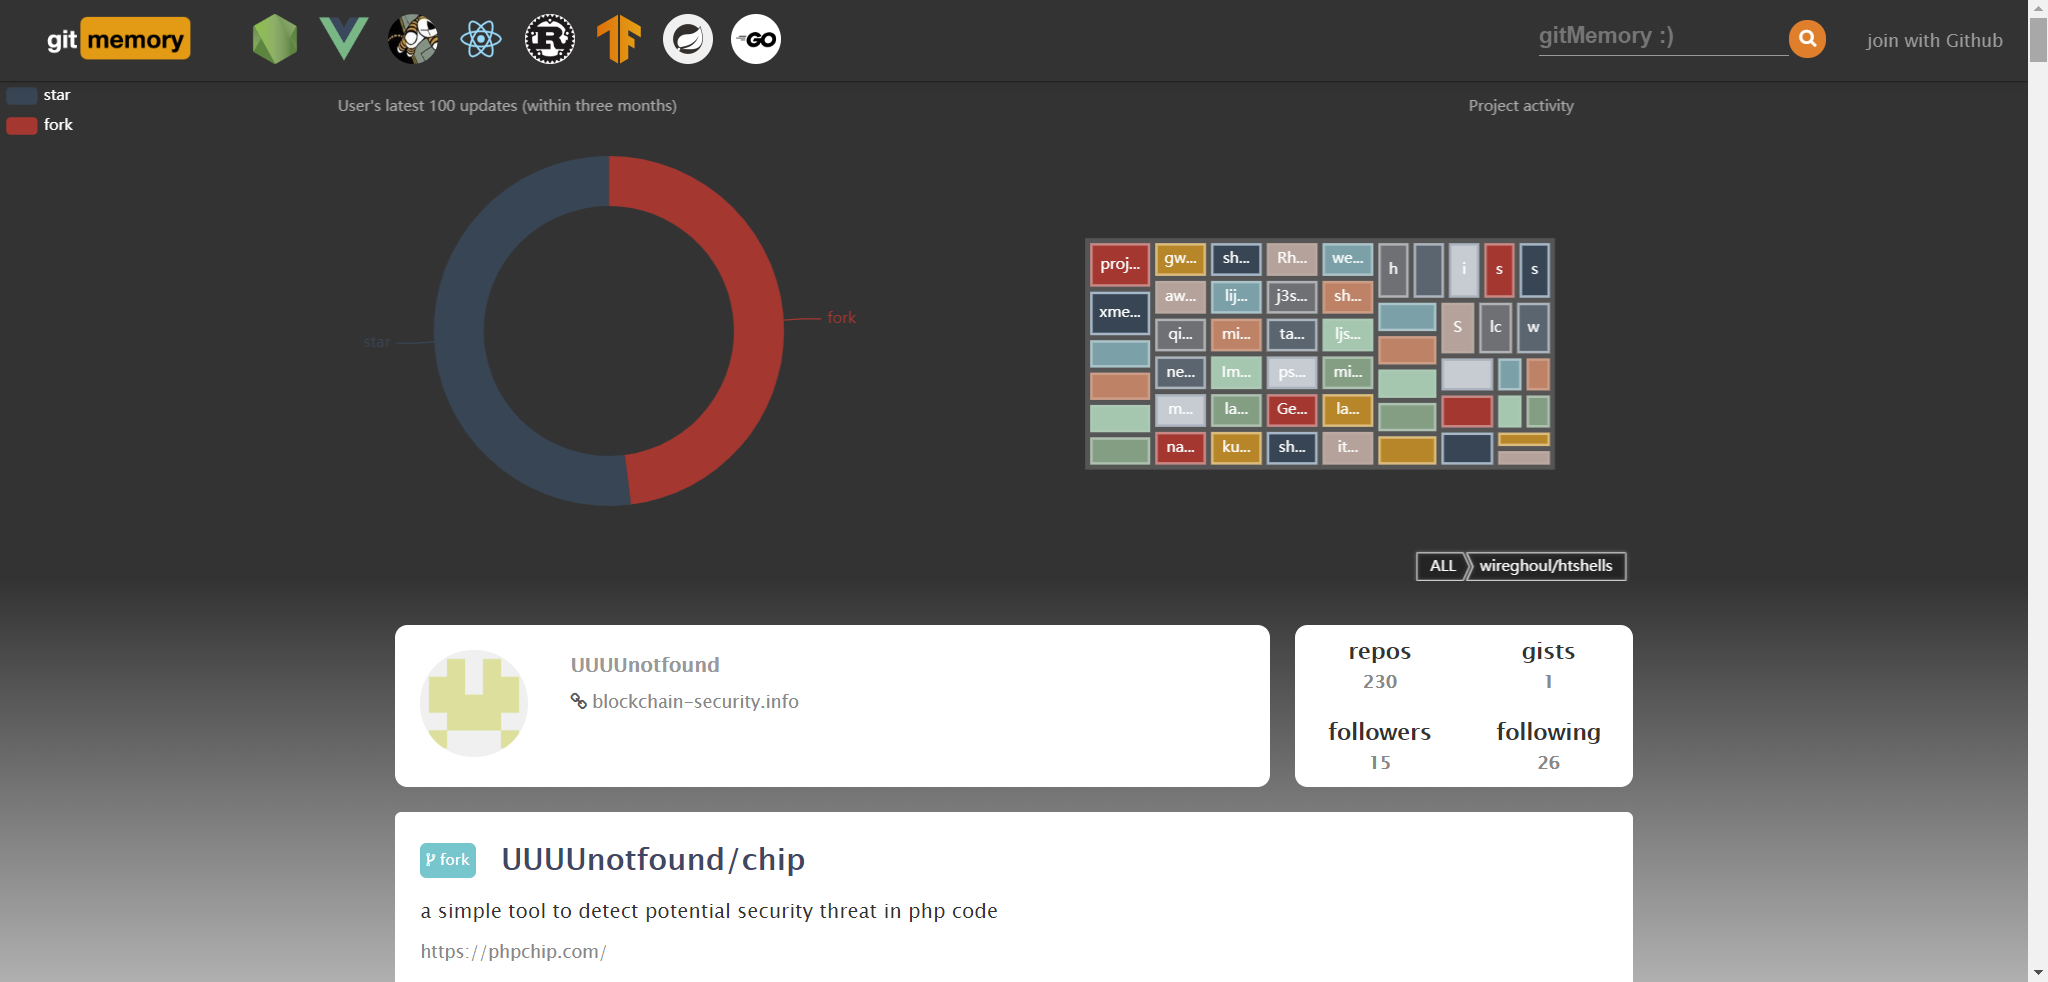 git memory
GO
gitMemory :)
join with Github
star
fork
User's latest 100 updates (within three months)
Project activity
star
fork
proj...
gw...
sh...
Rh...
we...
h
i
s
s
xme...
aw...
lij...
j3s...
sh...
qi...
mi...
ta...
ljs...
S
lc
w
ne...
Im...
ps...
mi...
m...
la...
Ge...
la...
na...
ku...
sh...
it...
ALL
wireghoul/htshells
UUUUnotfound
blockchain-security.info
repos
gists
230
1
followers
following
15
26
fork
UUUUnotfound/chip
a simple tool to detect potential security threat in php code
https://phpchip.com/